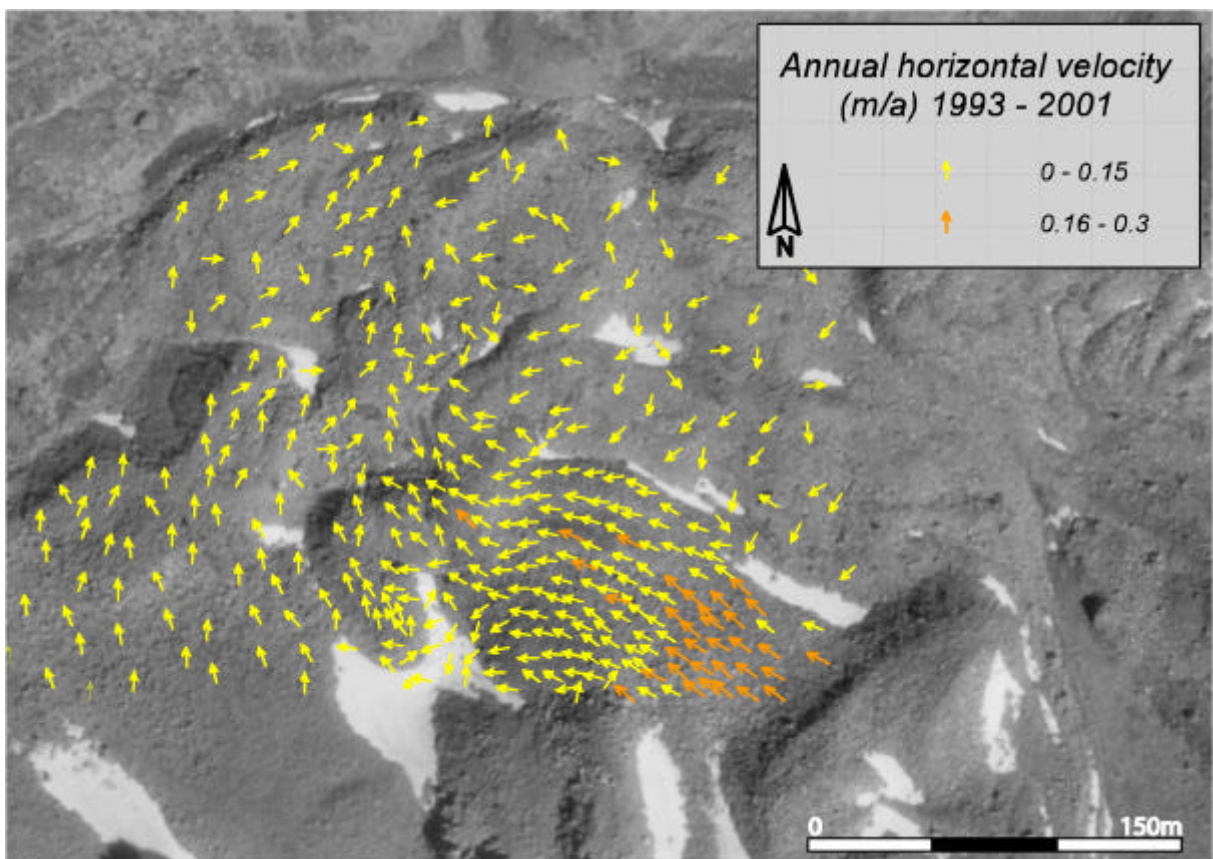 Annual horizontal velocity
(m/a) 1993 - 2001
0 - 0.15
0.16 - 0.3
N
0 150m